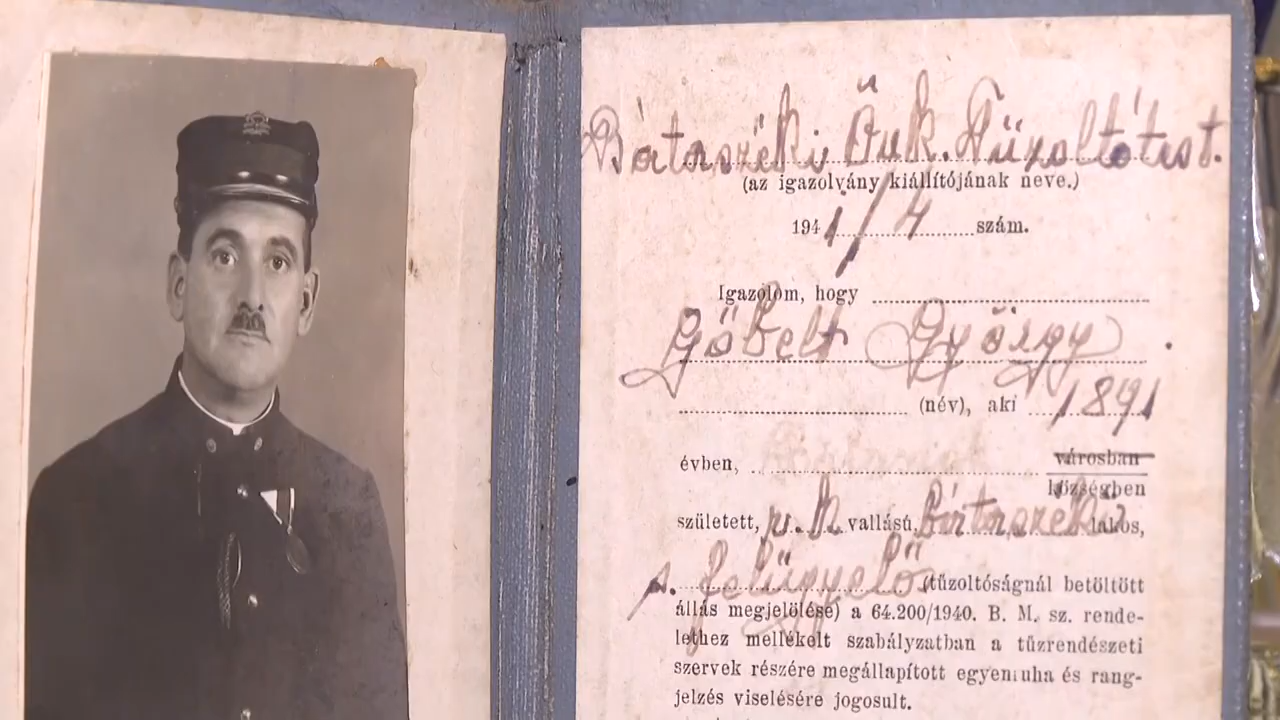 Bátaszéki Önk. Tűzoltótest.
(az igazolvány kiállítójának neve.)
1941/4 szám.
Igazolom, hogy
Göbelt György
(név), aki 1891
évben, városban
községben
született, r. k. vallású, Bátaszéki lakos,
s. felügyelő (tűzoltóságnál betöltött
állás megjelölése) a 64.200/1940. B. M. sz. rende-
lethez mellékelt szabályzatban a tűzrendészeti
szervek részére megállapított egyenruha és rang-
jelzés viselésére jogosult.